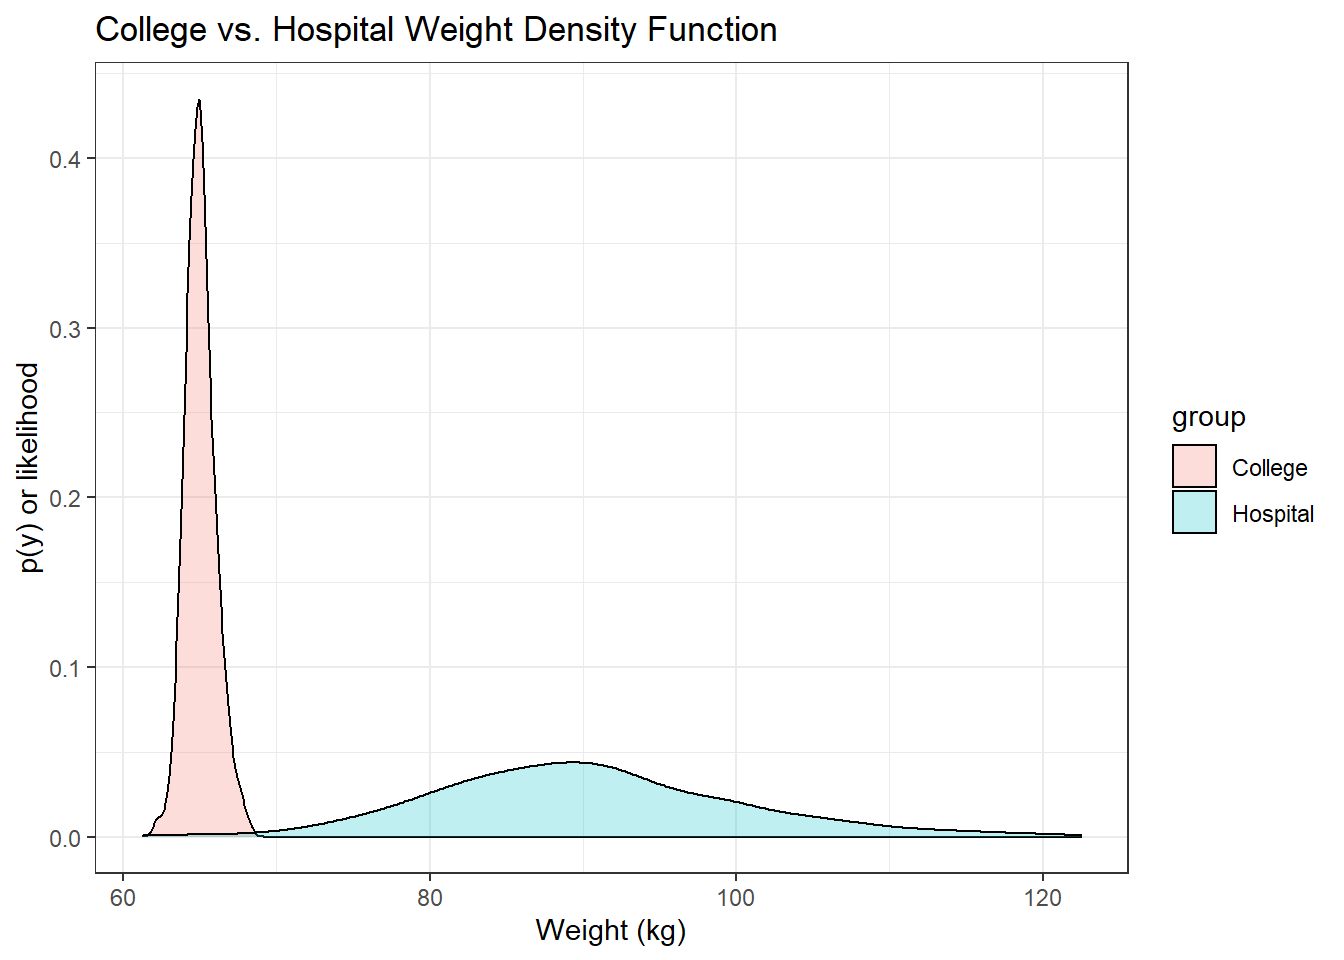 College vs. Hospital Weight Density Function
p(y) or likelihood
0.4
0.3
0.2
0.1
0.0
60 80 100 120
Weight (kg)
group
College
Hospital